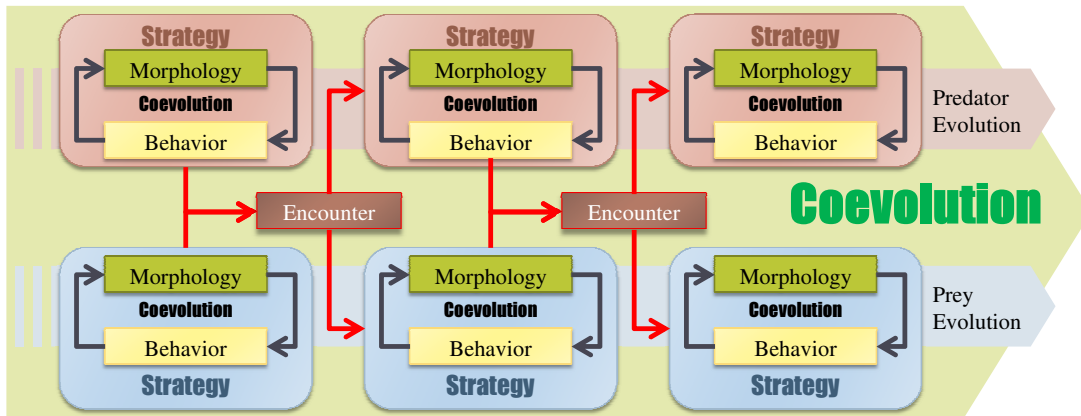 Strategy
Morphology
Coevolution
Behavior
Strategy
Morphology
Coevolution
Behavior
Strategy
Morphology
Coevolution
Behavior
Predator
Evolution
Encounter
Encounter
Coevolution
Morphology
Coevolution
Behavior
Strategy
Morphology
Coevolution
Behavior
Strategy
Morphology
Coevolution
Behavior
Strategy
Prey
Evolution